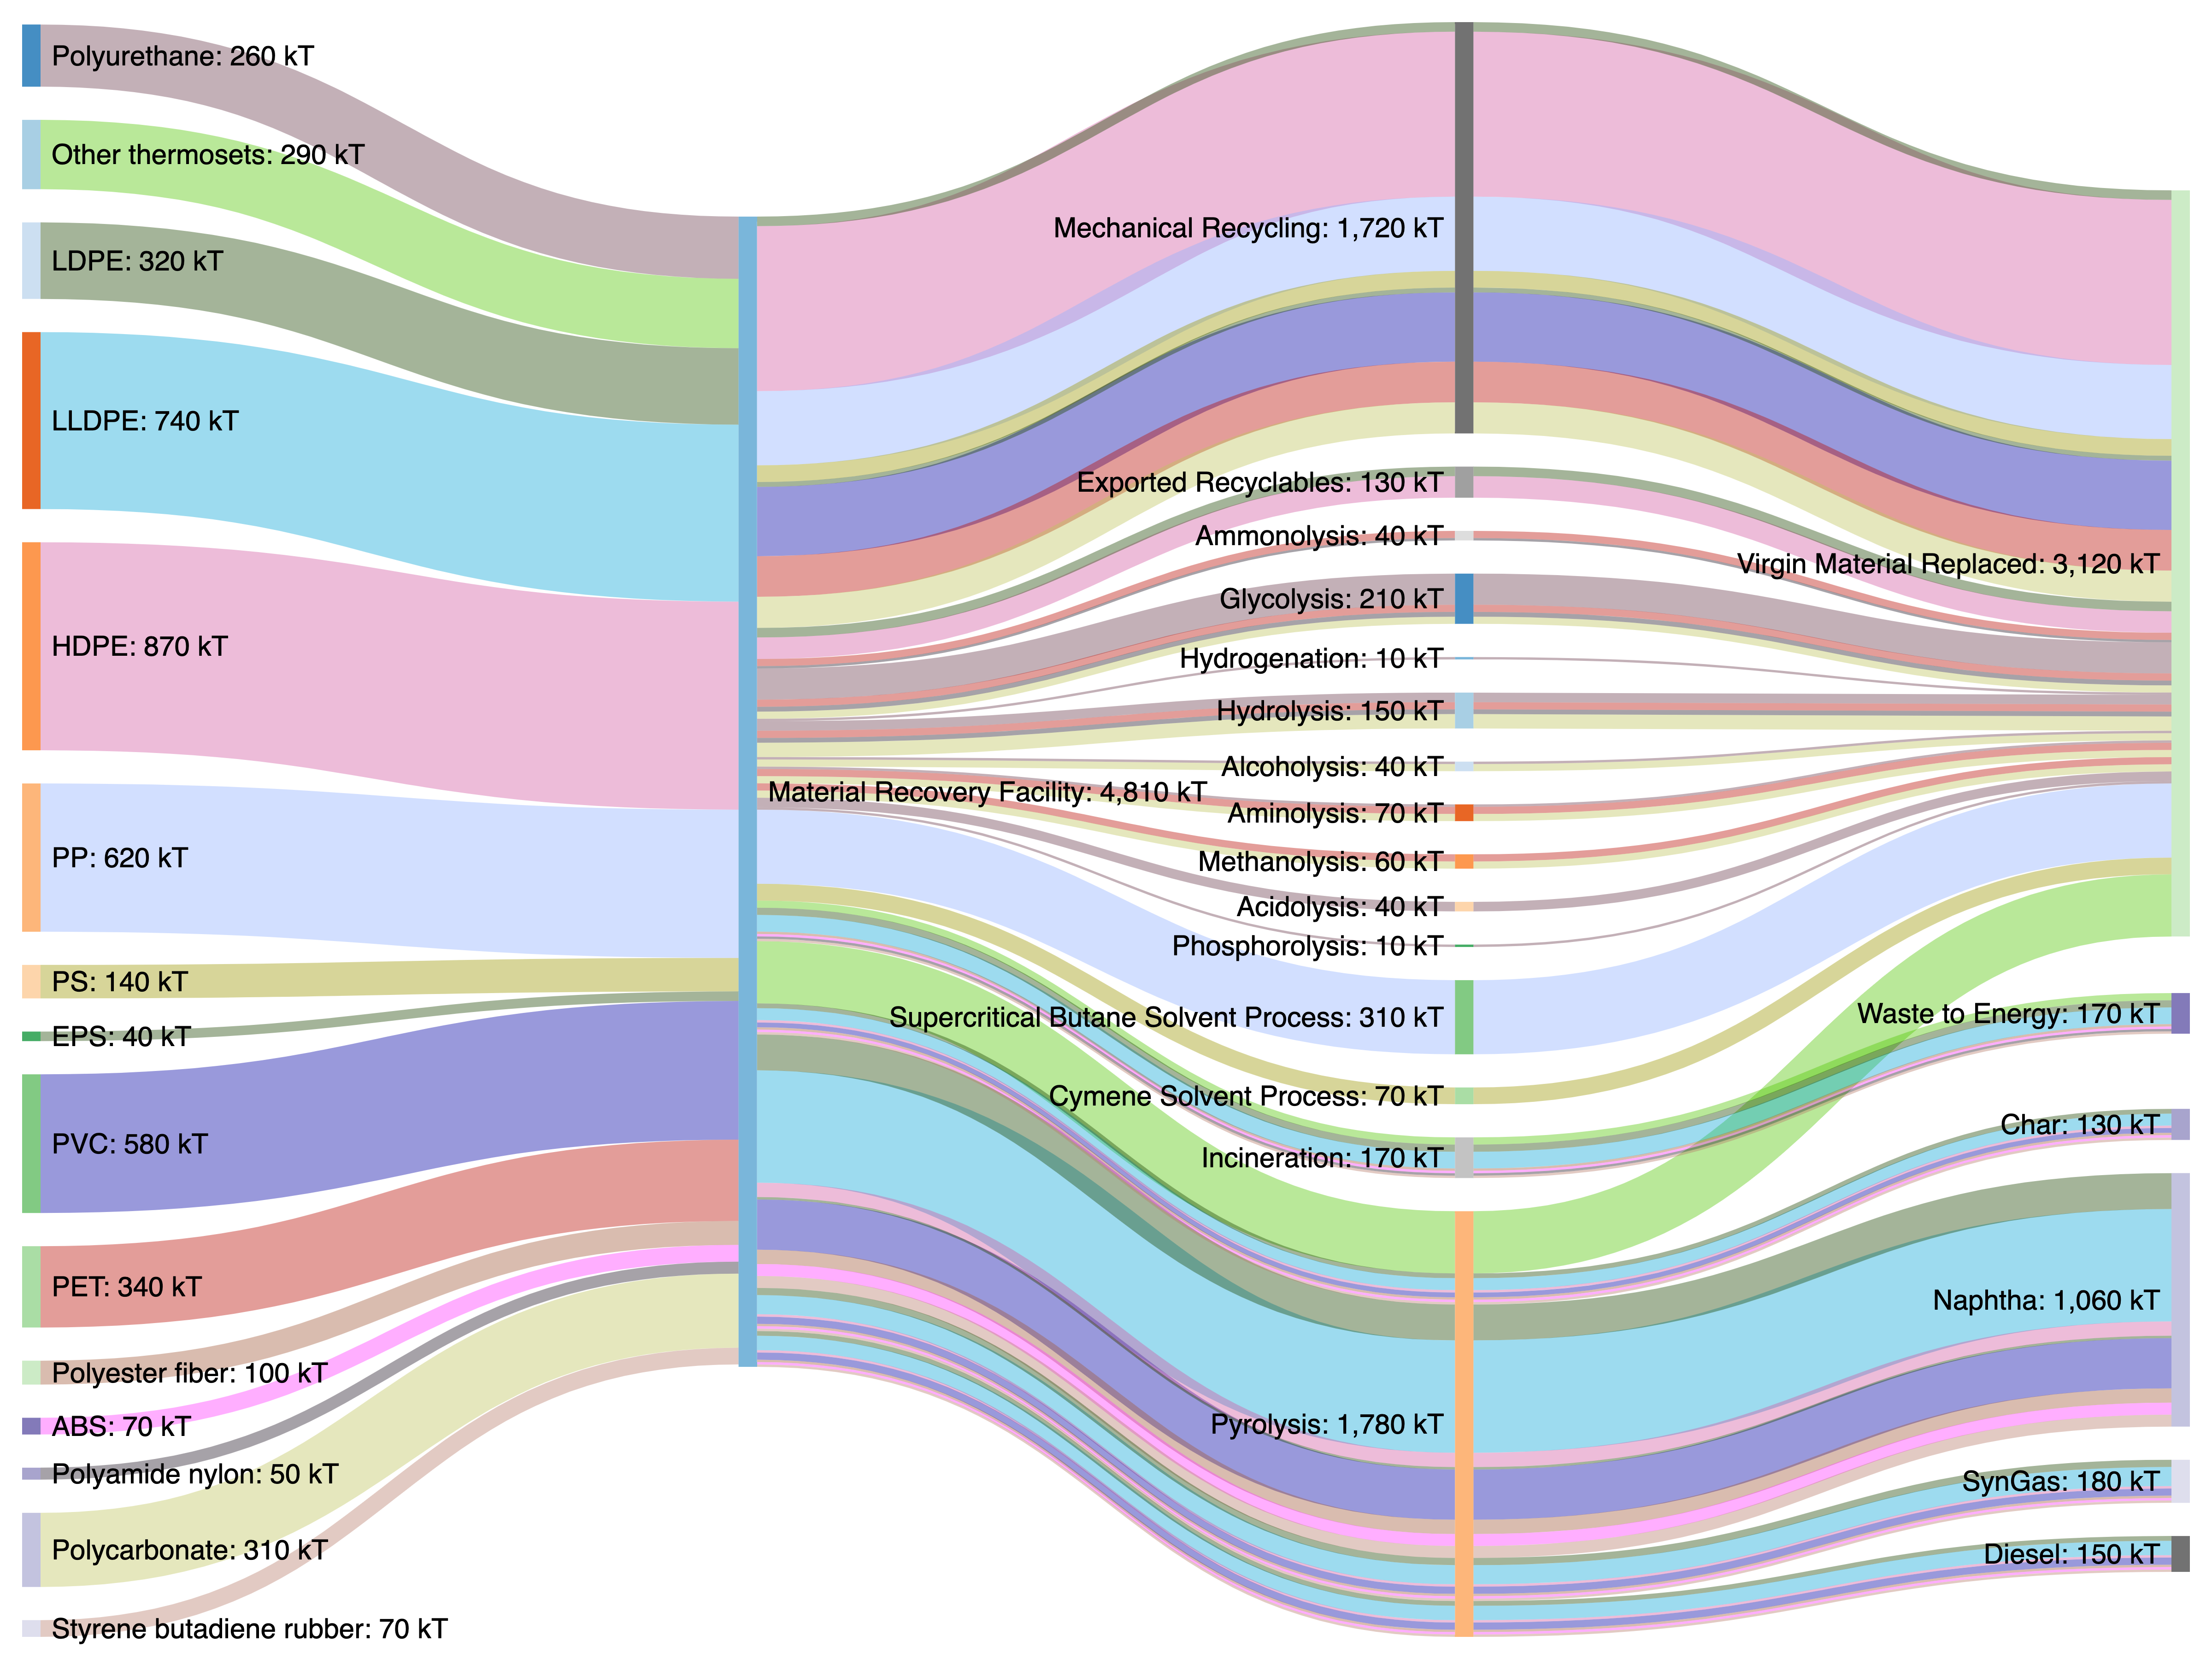 Polyurethane: 260 kT
Other thermosets: 290 kT
LDPE: 320 kT
LLDPE: 740 kT
HDPE: 870 kT
PP: 620 kT
PS: 140 kT
EPS: 40 kT
PVC: 580 kT
PET: 340 kT
Polyester fiber: 100 kT
ABS: 70 kT
Polyamide nylon: 50 kT
Polycarbonate: 310 kT
Styrene butadiene rubber: 70 kT
Material Recovery Facility: 4,810 kT
Mechanical Recycling: 1,720 kT
Exported Recyclables: 130 kT
Ammonolysis: 40 kT
Glycolysis: 210 kT
Hydrogenation: 10 kT
Hydrolysis: 150 kT
Alcoholysis: 40 kT
Aminolysis: 70 kT
Methanolysis: 60 kT
Acidolysis: 40 kT
Phosphorolysis: 10 kT
Supercritical Butane Solvent Process: 310 kT
Cymene Solvent Process: 70 kT
Incineration: 170 kT
Pyrolysis: 1,780 kT
Virgin Material Replaced: 3,120 kT
Waste to Energy: 170 kT
Char: 130 kT
Naphtha: 1,060 kT
SynGas: 180 kT
Diesel: 150 kT